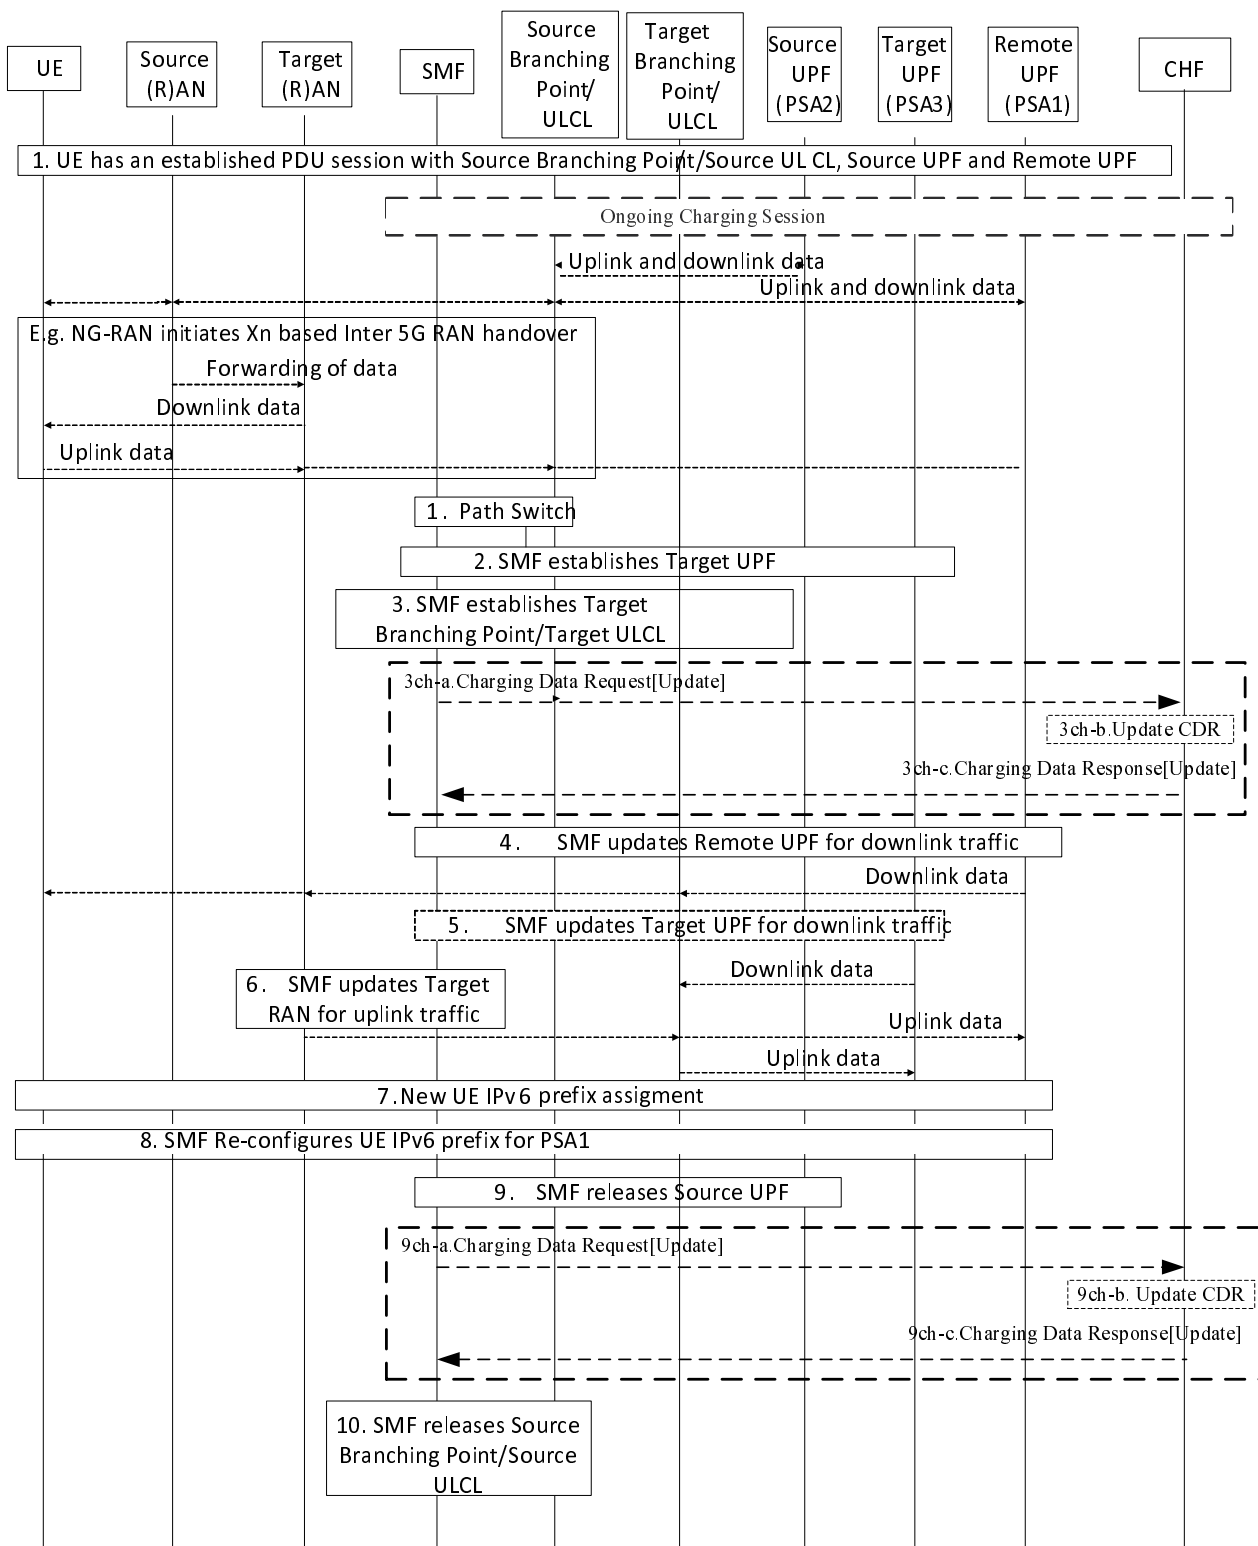 UE
Source
(R)AN
Target
(R)AN
SMF
Source
Branching
Point/
ULCL
Target
Branching
Point/
ULCL
Source
UPF
(PSA2)
Target
UPF
(PSA3)
Remote
UPF
(PSA1)
CHF
1. UE has an established PDU session with Source Branching Point/Source UL CL, Source UPF and Remote UPF
Ongoing Charging Session
Uplink and downlink data
Uplink and downlink data
E.g. NG-RAN initiates Xn based Inter 5G RAN handover
Forwarding of data
Downlink data
Uplink data
1. Path Switch
2. SMF establishes Target UPF
3. SMF establishes Target
Branching Point/Target ULCL
3ch-a.Charging Data Request[Update]
3ch-b.Update CDR
3ch-c.Charging Data Response[Update]
4. SMF updates Remote UPF for downlink traffic
Downlink data
5. SMF updates Target UPF for downlink traffic
Downlink data
6. SMF updates Target
RAN for uplink traffic
Uplink data
Uplink data
7.New UE IPv6 prefix assigment
8. SMF Re-configures UE IPv6 prefix for PSA1
9. SMF releases Source UPF
9ch-a.Charging Data Request[Update]
9ch-b. Update CDR
9ch-c.Charging Data Response[Update]
10. SMF releases Source
Branching Point/Source
ULCL